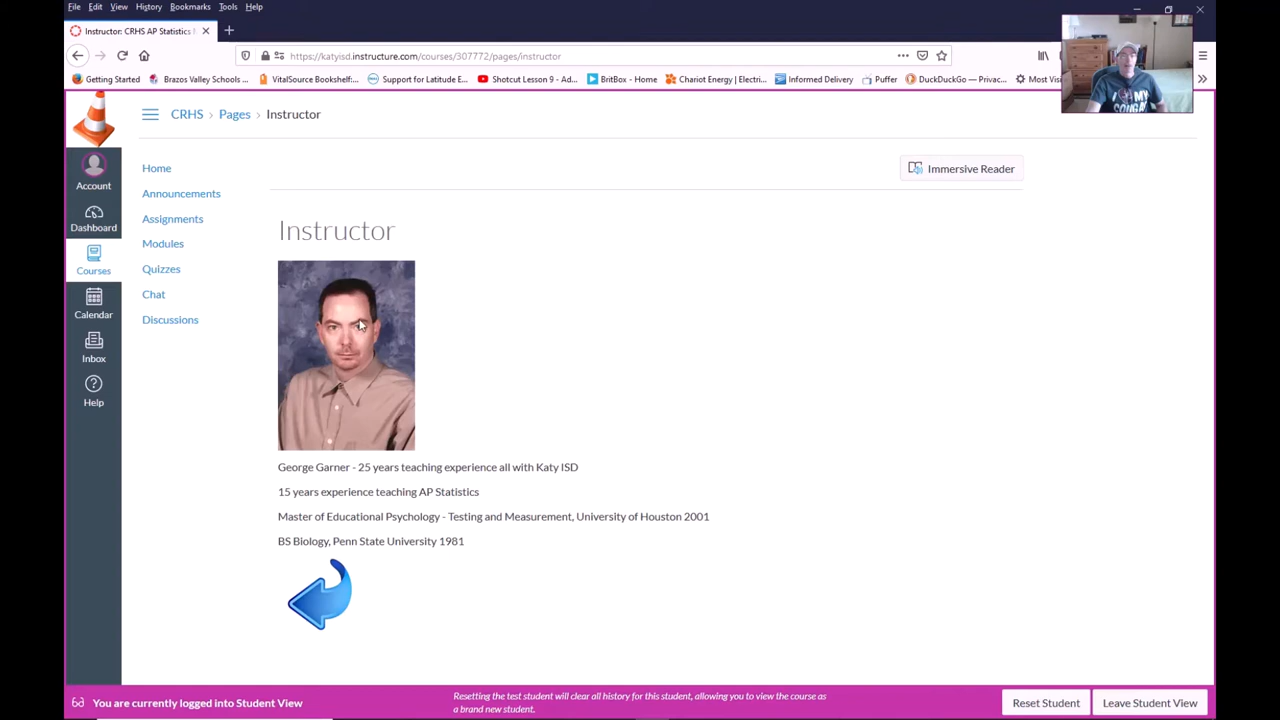 File Edit View History Bookmarks Tools Help
Instructor: CRHS AP Statistics
https://katyisd.instructure.com/courses/307772/pages/instructor
Getting Started Brazos Valley Schools ... VitalSource Bookshelf:... Support for Latitude E... Shotcut Lesson 9 - Ad... BritBox - Home Chariot Energy | Electri... Informed Delivery Puffer DuckDuckGo — Privac... Most Visi
CRHS > Pages > Instructor
Immersive Reader
Account
Dashboard
Courses
Calendar
Inbox
Help
Home
Announcements
Assignments
Modules
Quizzes
Chat
Discussions
Instructor
George Garner - 25 years teaching experience all with Katy ISD
15 years experience teaching AP Statistics
Master of Educational Psychology - Testing and Measurement, University of Houston 2001
BS Biology, Penn State University 1981
I MY
COUGA
You are currently logged into Student View
Resetting the test student will clear all history for this student, allowing you to view the course as
a brand new student.
Reset Student
Leave Student View